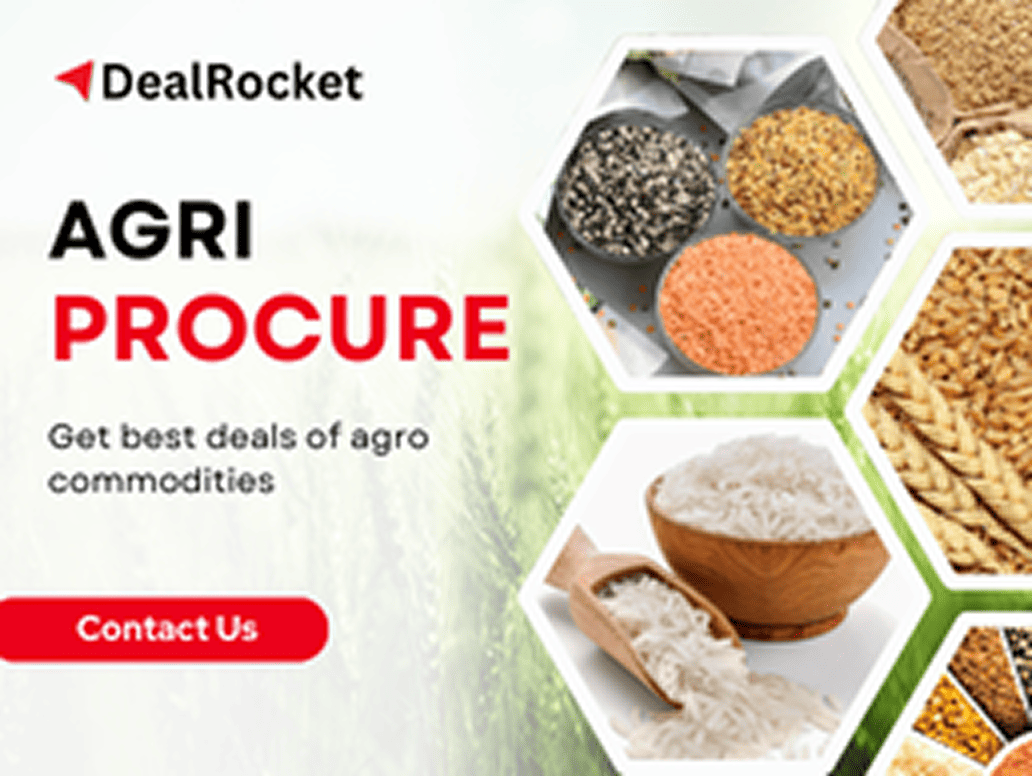 DealRocket
AGRI
PROCURE
Get best deals of agro
commodities
Contact Us